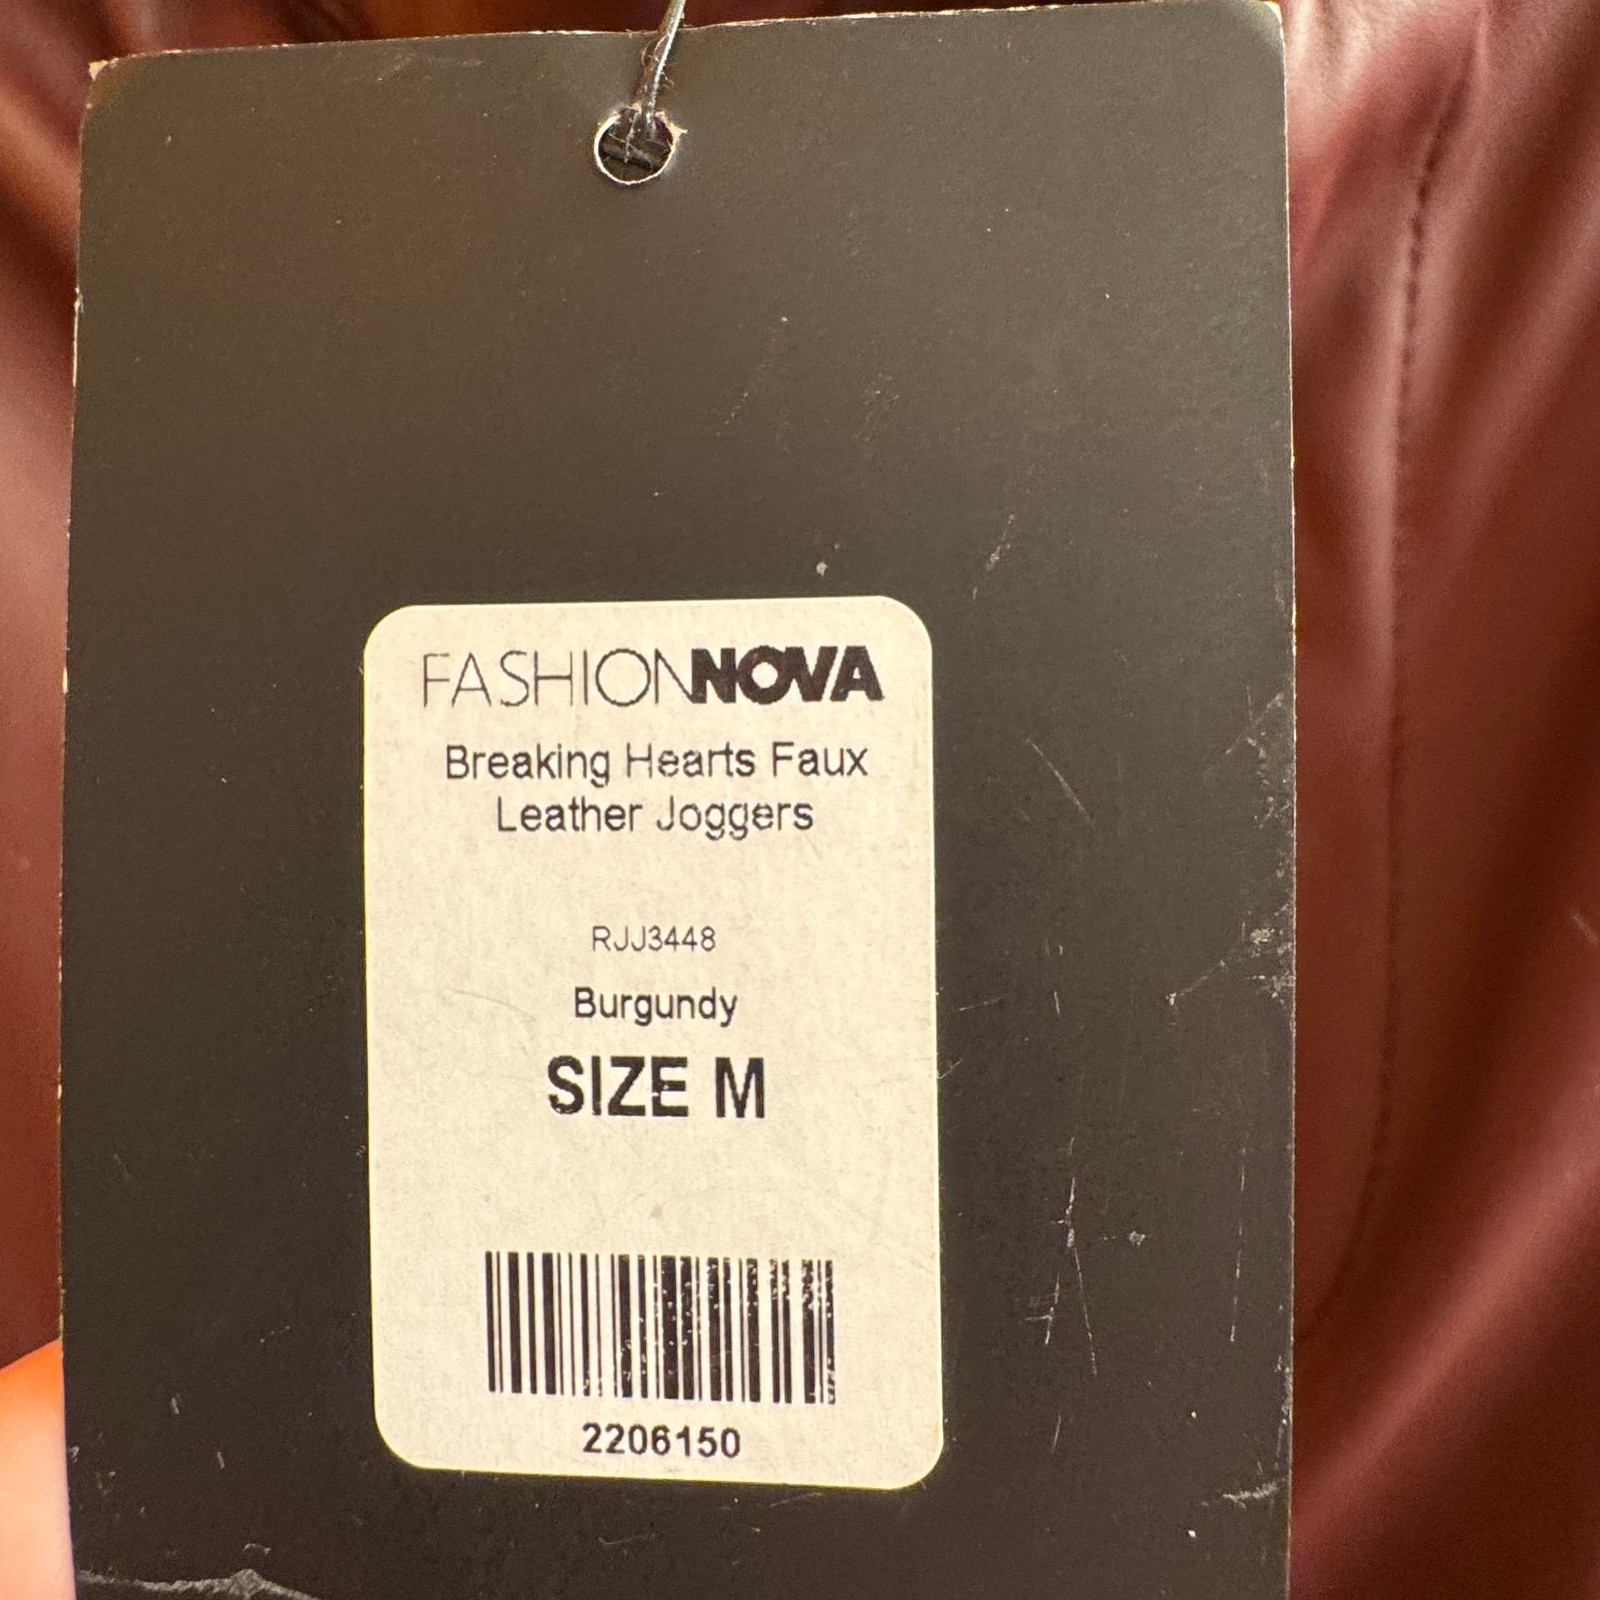 FASHIONNOVA
Breaking Hearts Faux
Leather Joggers
RJJ3448
Burgundy
SIZE M
2206150